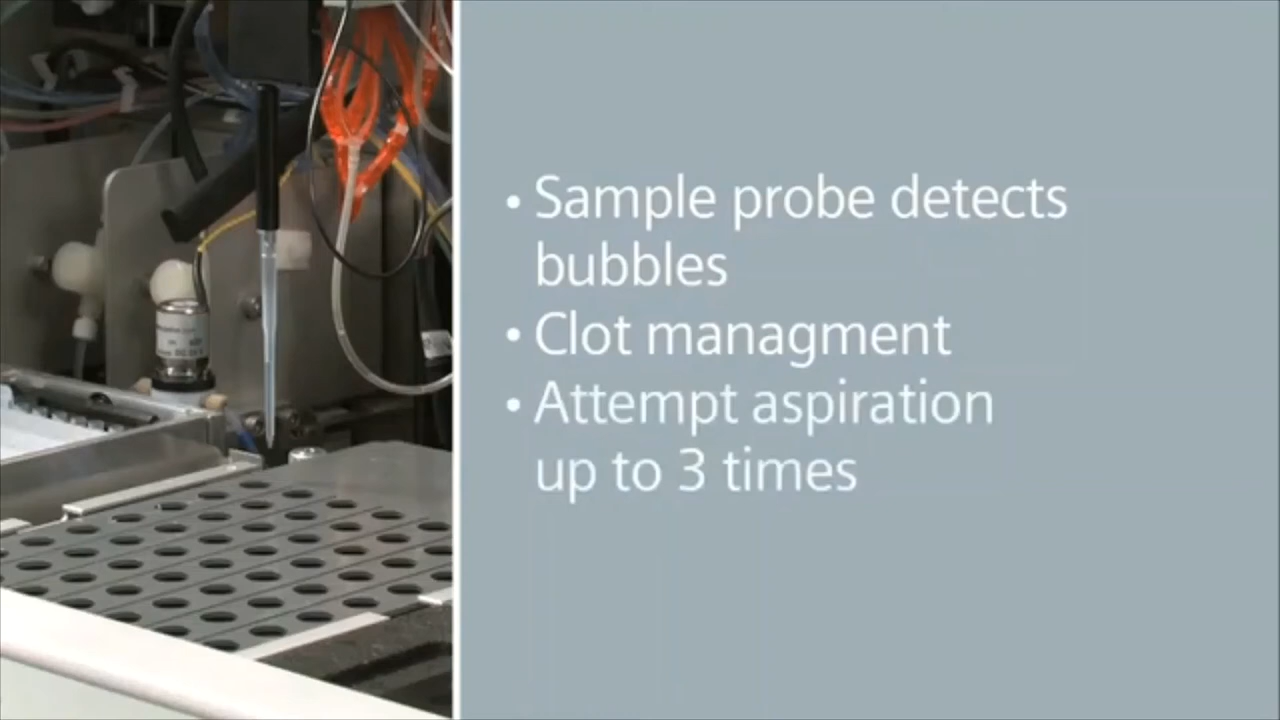 • Sample probe detects
bubbles
• Clot managment
• Attempt aspiration
up to 3 times